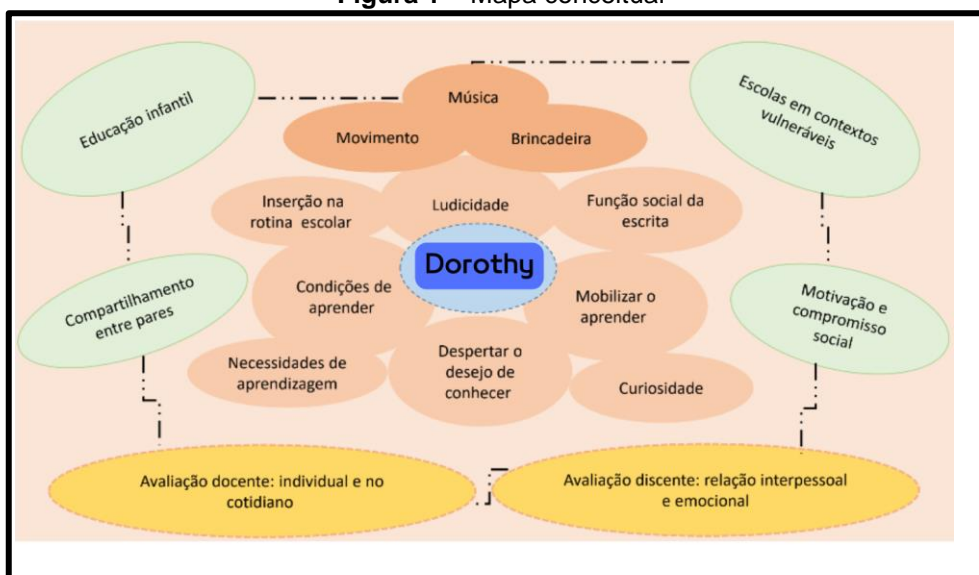 Figura 1 – Mapa conceitual
Educação infantil
Música
Movimento
Brincadeira
Escolas em contextos
vulneráveis
Inserção na
rotina escolar
Ludicidade
Função social da
escrita
Dorothy
Compartilhamento
entre pares
Condições de
aprender
Mobilizar o
aprender
Motivação e
compromisso
social
Necessidades de
aprendizagem
Despertar o
desejo de
conhecer
Curiosidade
Avaliação docente: individual e no
cotidiano
Avaliação discente: relação interpessoal
e emocional